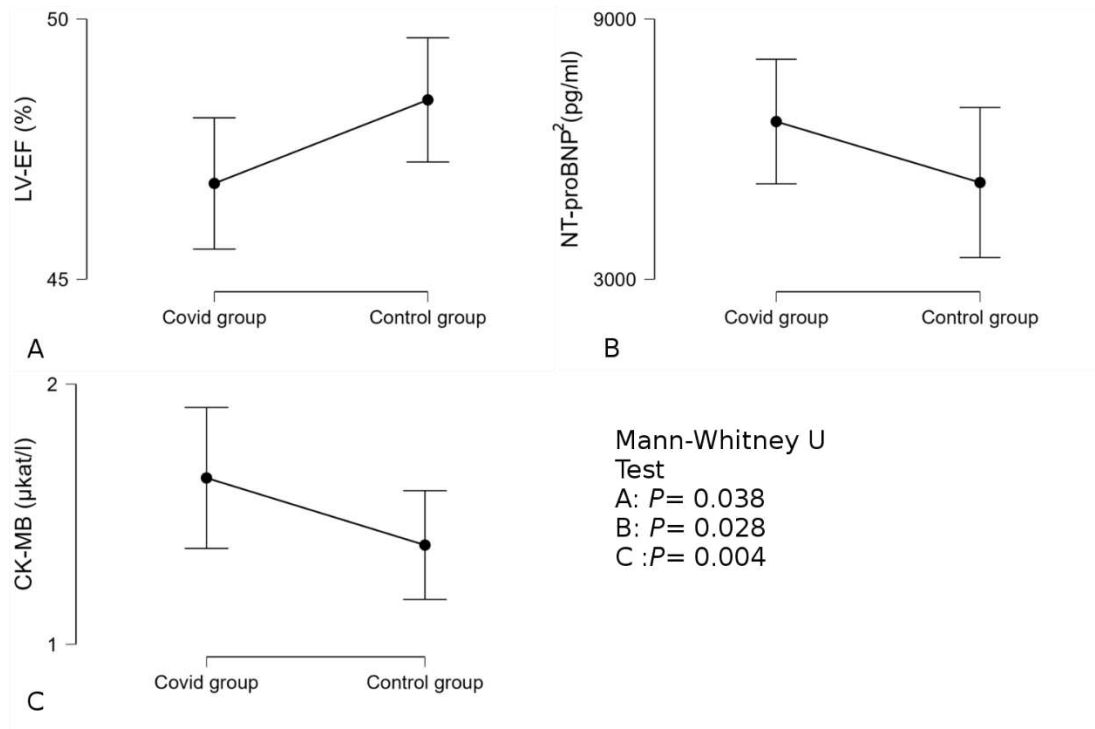 50
LV-EF (%)
45
Covid group Control group
A
9000
NT-proBNP²(pg/ml)
3000
Covid group Control group
B
2
CK-MB (µkat/l)
1
Covid group Control group
C
Mann-Whitney U
Test
A: P= 0.038
B: P= 0.028
C :P= 0.004